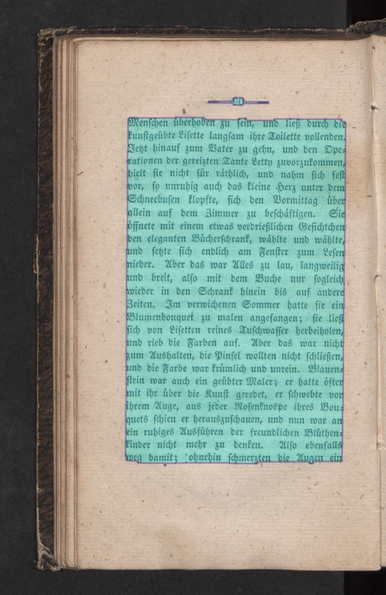 Menschen überhoben zu sein, und ließ durch die
kunstgeübte Lisette langsam ihre Toilette vollenden.
Jetzt hinauf zum Vater zu gehn, und den Ope-
rationen der gereizten Tante Letty zuvorzukommen,
hielt sie nicht für räthlich, und nahm sich fest
vor, so unruhig auch das kleine Herz unter dem
Schneebusen klopfte, sich den Vormittag über
allein auf dem Zimmer zu beschäftigen. Sie
öffnete mit einem etwas verdrießlichen Gesichtchen
den eleganten Bücherschrank, wählte und wählte,
und setzte sich endlich am Fenster zum Lesen
nieder. Aber das war Alles zu lau, langweilig
und breit, also mit dem Buche nur sogleich
wieder in den Schrank hinein bis auf andere
Zeiten. Im verwichenen Sommer hatte sie ein
Blumenbouquet zu malen angefangen; sie ließ
sich von Lisetten reines Tuschwasser herbeiholen,
und rieb die Farben auf. Aber das war nicht
zum Aushalten, die Pinsel wollten nicht schließen,
und die Farbe war krümlich und unrein. Blauen-
stein war auch ein geübter Maler; er hatte öfter
mit ihr über die Kunst geredet, er schwebte vor
ihrem Auge, aus jeder Rosenknospe ihres Bou-
quets schien er herauszuschauen, und nun war an
ein ruhiges Ausführen der freundlichen Blüthen-
kinder nicht mehr zu denken. Also ebenfalls
weg damit; ohnehin schmerzten die Augen ein